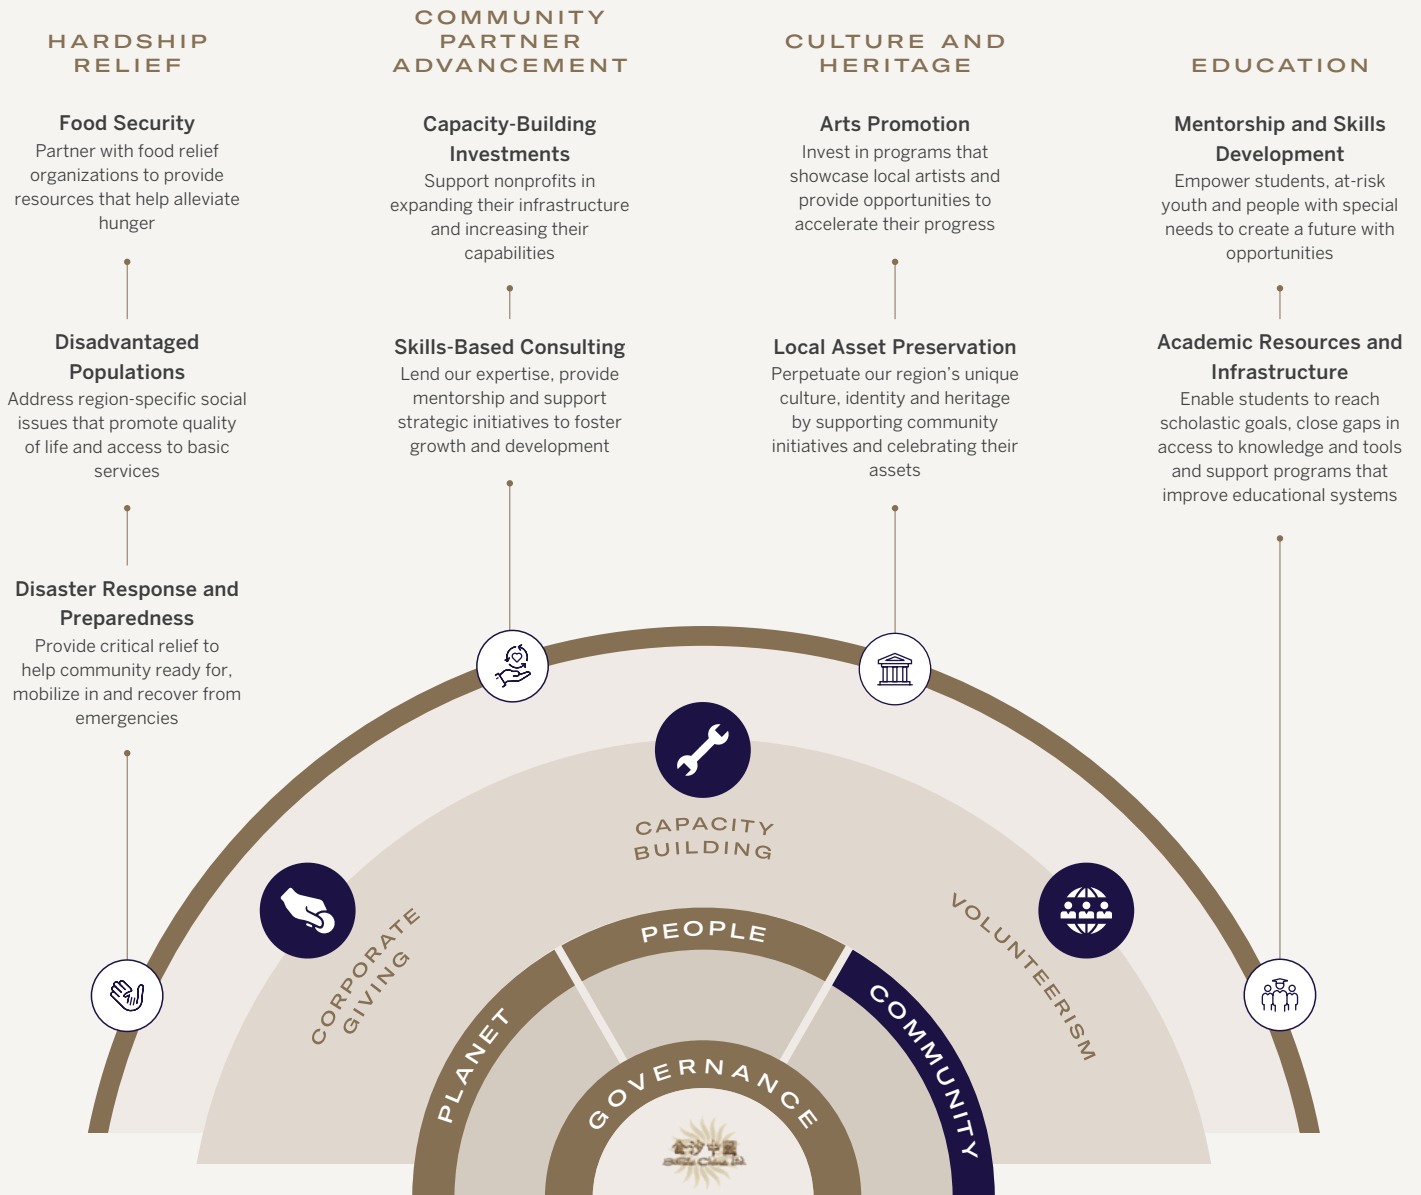 HARDSHIP
RELIEF
Food Security
Partner with food relief
organizations to provide
resources that help alleviate
hunger
Disadvantaged
Populations
Address region-specific social
issues that promote quality
of life and access to basic
services
Disaster Response and
Preparedness
Provide critical relief to
help community ready for,
mobilize in and recover from
emergencies
COMMUNITY
PARTNER
ADVANCEMENT
Capacity-Building
Investments
Support nonprofits in
expanding their infrastructure
and increasing their
capabilities
Skills-Based Consulting
Lend our expertise, provide
mentorship and support
strategic initiatives to foster
growth and development
CULTURE AND
HERITAGE
Arts Promotion
Invest in programs that
showcase local artists and
provide opportunities to
accelerate their progress
Local Asset Preservation
Perpetuate our region's unique
culture, identity and heritage
by supporting community
initiatives and celebrating their
assets
EDUCATION
Mentorship and Skills
Development
Empower students, at-risk
youth and people with special
needs to create a future with
opportunities
Academic Resources and
Infrastructure
Enable students to reach
scholastic goals, close gaps in
access to knowledge and tools
and support programs that
improve educational systems
CORPORATE
GIVING
CAPACITY
BUILDING
VOLUNTEERISM
PLANET
PEOPLE
COMMUNITY
GOVERNANCE
金沙中國
Sands China Ltd.